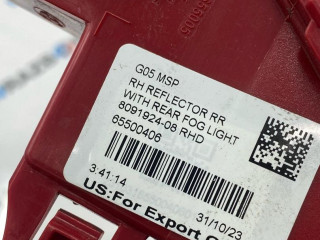 G05 MSP
RH REFLECTOR RR
WITH REAR FOG LIGHT
8091924-08 RHD
65500406
3.41:14
31/10/23
US:For Export